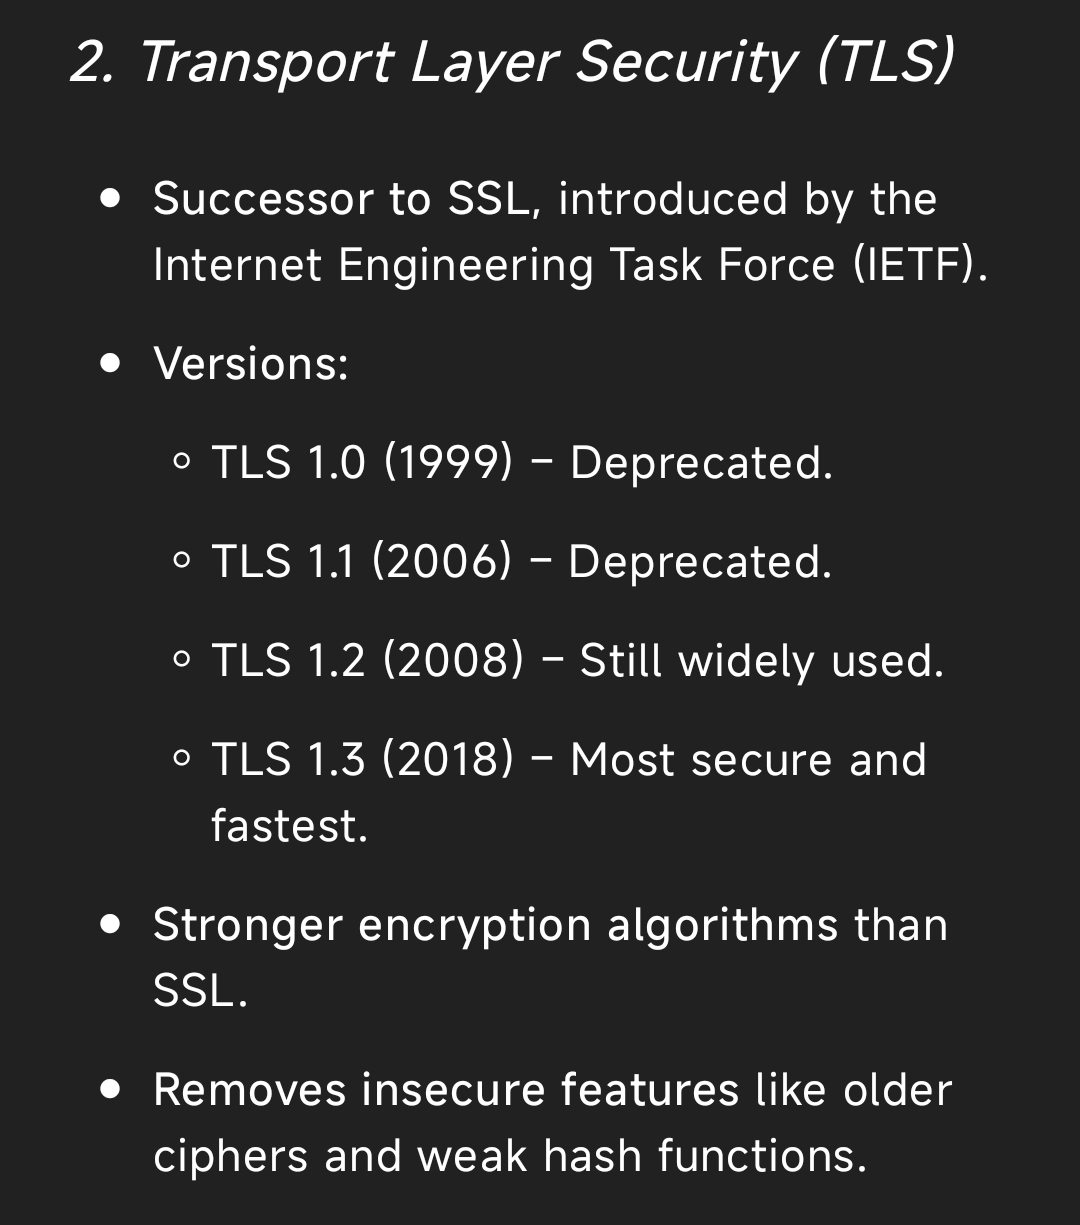 2. Transport Layer Security (TLS)
• Successor to SSL, introduced by the
Internet Engineering Task Force (IETF).
• Versions:
◦ TLS 1.0 (1999) – Deprecated.
◦ TLS 1.1 (2006) – Deprecated.
◦ TLS 1.2 (2008) – Still widely used.
◦ TLS 1.3 (2018) – Most secure and
fastest.
• Stronger encryption algorithms than
SSL.
• Removes insecure features like older
ciphers and weak hash functions.